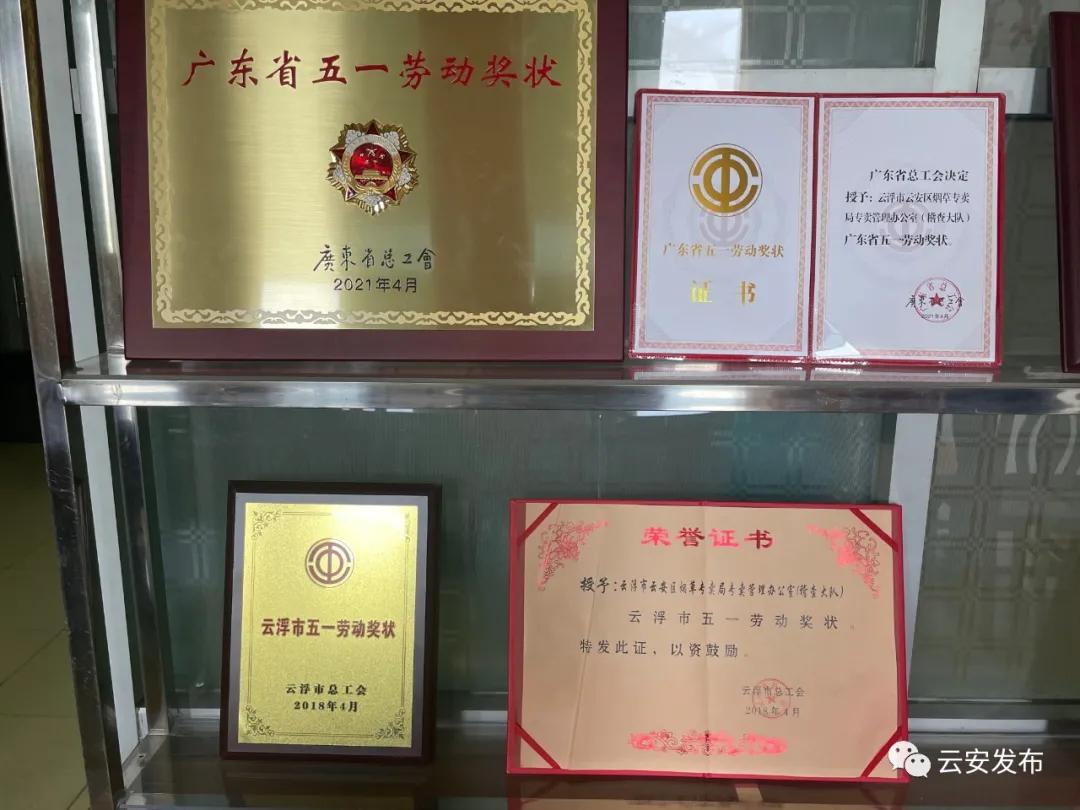 广东省五一劳动奖状
廣東省总工會
2021年4月
广东省五一劳动奖状
证书
广东省总工会决定
授予：云浮市云安区烟草专卖
局专卖管理办公室（稽查大队）
广东省五一劳动奖状。
廣東省总工會
2021年4月
云浮市五一劳动奖状
云浮市总工会
2018年4月
荣誉证书
授予：云浮市云安区烟草专卖局专卖管理办公室(稽查大队)
云浮市五一劳动奖状。
特发此证、以资鼓励。
云浮市总工会
2018年4月
云安发布